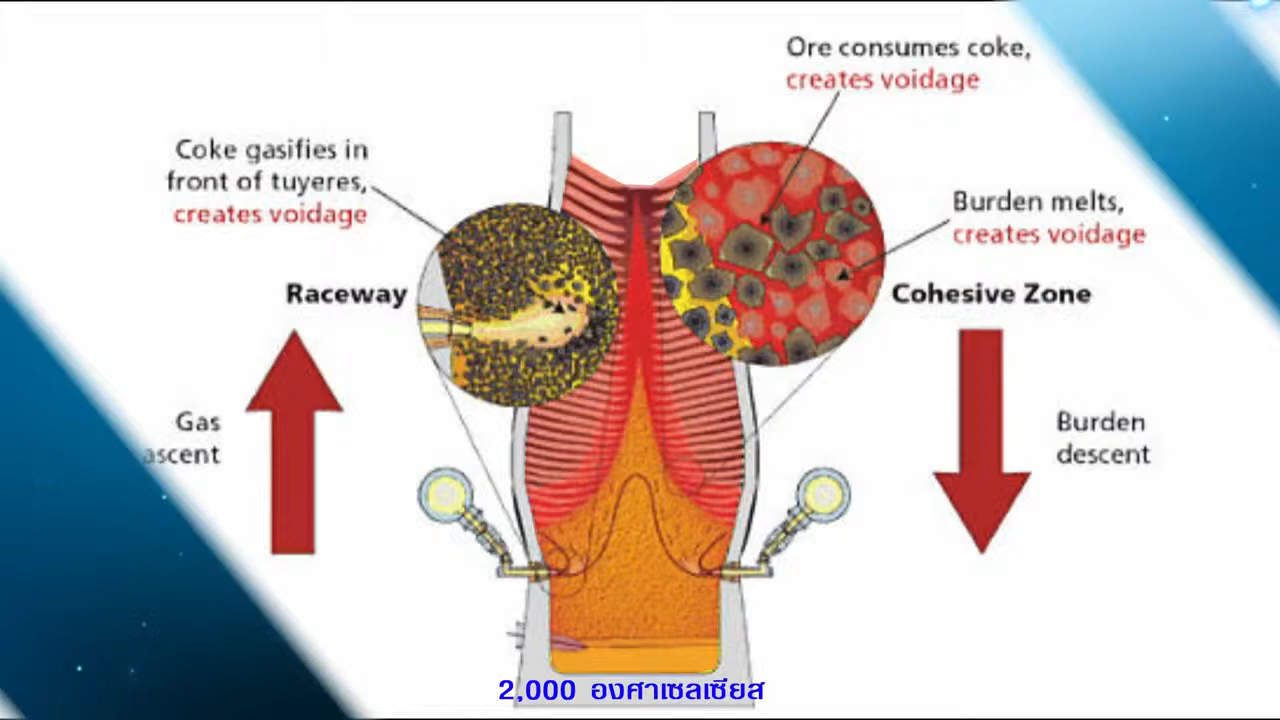 Ore consumes coke,
creates voidage
Coke gasifies in
front of tuyeres,
creates voidage
Burden melts,
creates voidage
Raceway
Cohesive Zone
Gas
ascent
Burden
descent
2,000 องศาเซลเซียส